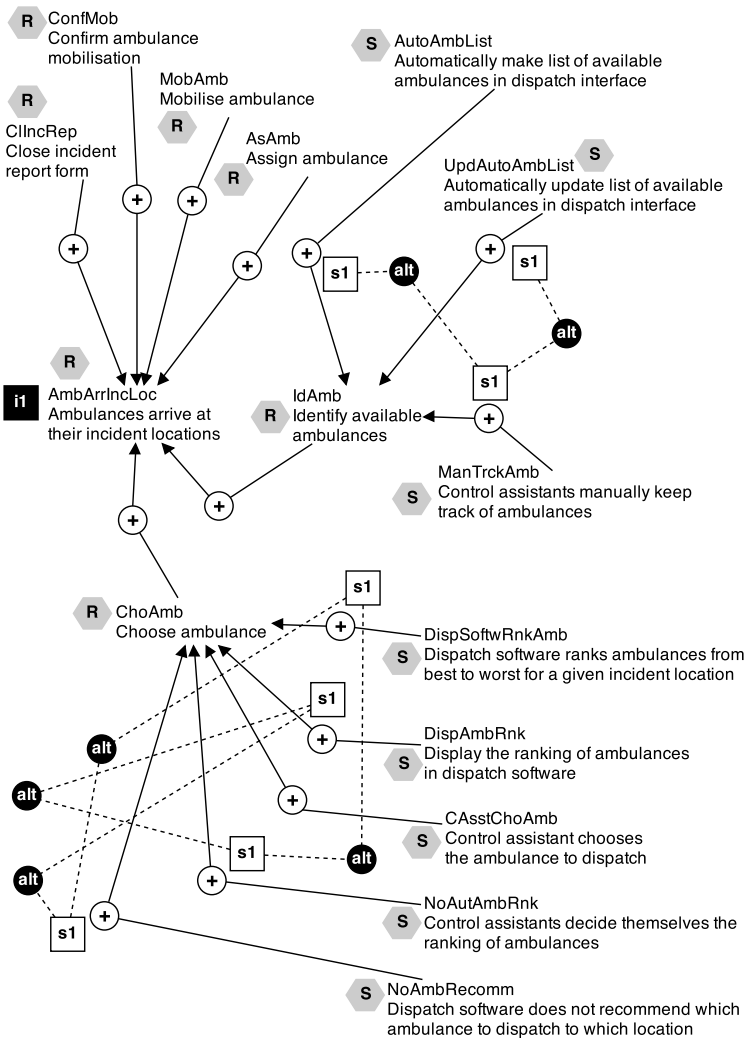 R
ConfMob
Confirm ambulance
mobilisation
S
AutoAmbList
Automatically make list of available
ambulances in dispatch interface
MobAmb
Mobilise ambulance
R
R
ClIncRep
Close incident
report form
AsAmb
Assign ambulance
R
UpdAutoAmbList
S
Automatically update list of available
ambulances in dispatch interface
+
+
+
+
+
+
+
s1
alt
s1
alt
s1
R
i1
AmbArrIncLoc
Ambulances arrive at
their incident locations
R
IdAmb
Identify available
ambulances
+
ManTrckAmb
S
Control assistants manually keep
track of ambulances
+
+
s1
R
ChoAmb
Choose ambulance
+
DispSoftwRnkAmb
S
Dispatch software ranks ambulances from
best to worst for a given incident location
s1
alt
+
DispAmbRnk
S
Display the ranking of ambulances
in dispatch software
alt
+
CAsstChoAmb
S
Control assistant chooses
the ambulance to dispatch
s1
alt
alt
+
NoAutAmbRnk
S
Control assistants decide themselves the
ranking of ambulances
s1
+
S
NoAmbRecomm
Dispatch software does not recommend which
ambulance to dispatch to which location